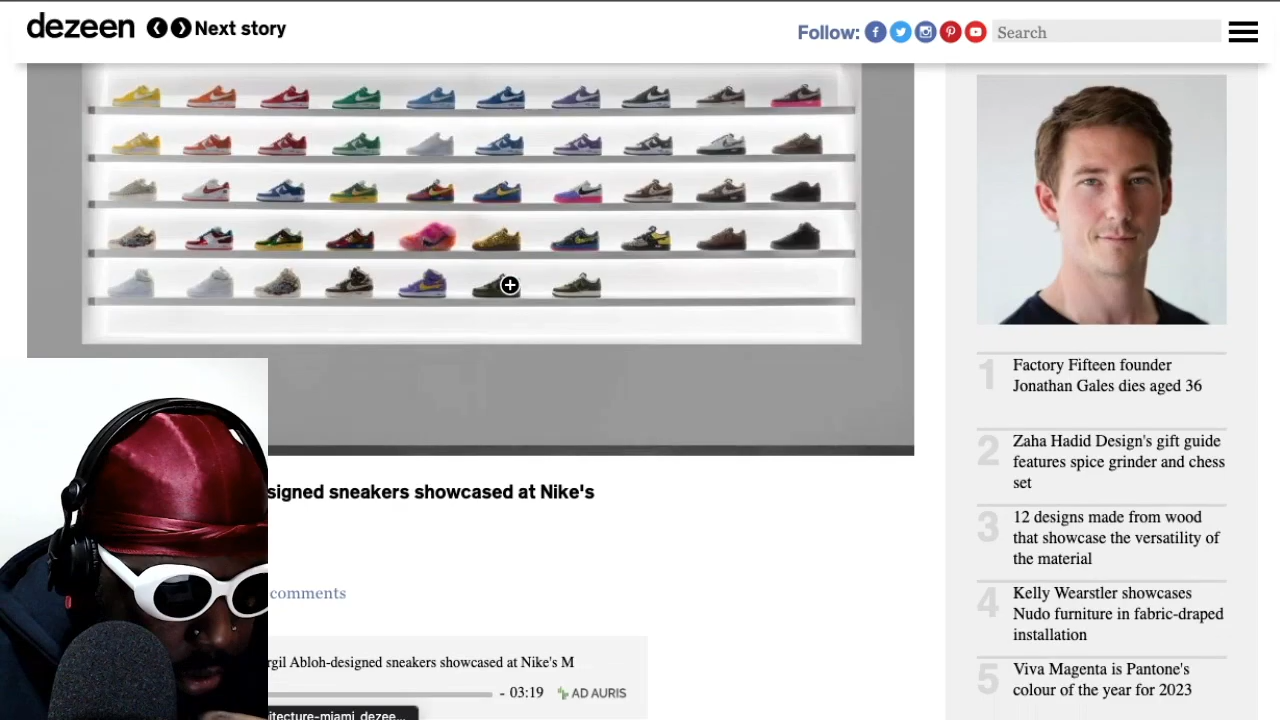 dezeen
Next story
Follow:
Search
signed sneakers showcased at Nike's
comments
rgil Abloh-designed sneakers showcased at Nike's M
- 03:19
AD AURIS
itecture-miami_dezee...
1
Factory Fifteen founder
Jonathan Gales dies aged 36
2
Zaha Hadid Design's gift guide
features spice grinder and chess
set
3
12 designs made from wood
that showcase the versatility of
the material
4
Kelly Wearstler showcases
Nudo furniture in fabric-draped
installation
5
Viva Magenta is Pantone's
colour of the year for 2023